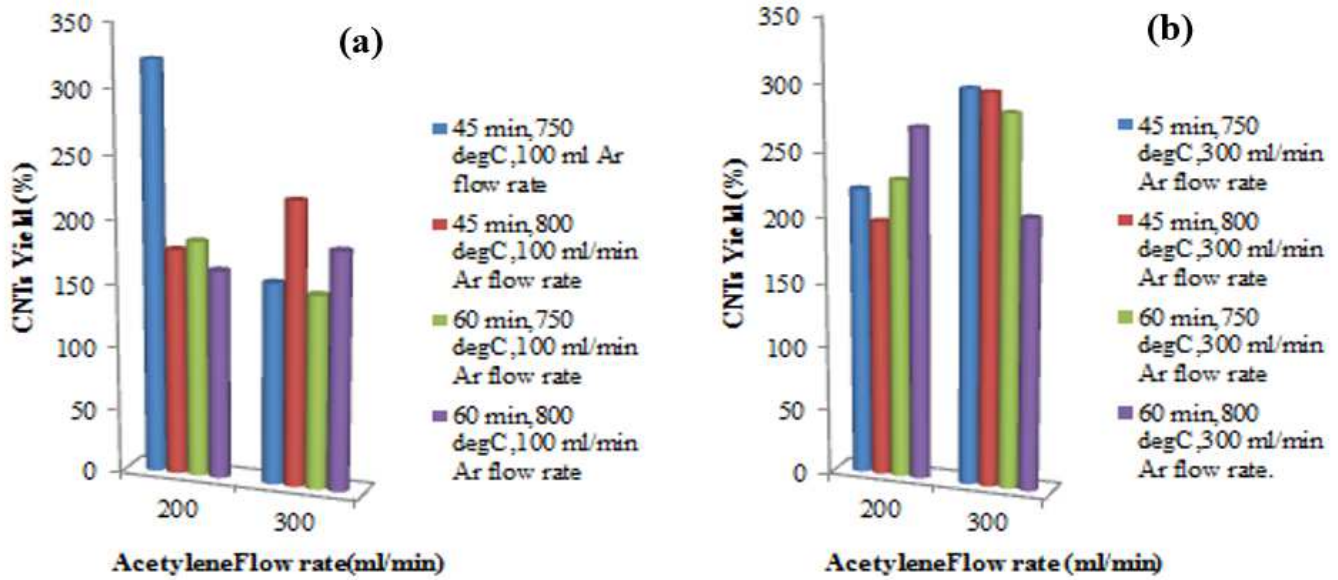 (a)
350
300
250
200
150
100
50
0
CNTs Yield (%)
200
300
AcetyleneFlow rate(ml/min)
45 min,750
degC,100 ml Ar
flow rate
45 min,800
degC,100 ml/min
Ar flow rate
60 min,750
degC,100 ml/min
Ar flow rate
60 min,800
degC,100 ml/min
Ar flow rate
(b)
350
300
250
200
150
100
50
0
CNTs Yield (%)
200
300
AcetyleneFlow rate (ml/min)
45 min,750
degC,300 ml/min
Ar flow rate
45 min,800
degC,300 ml/min
Ar flow rate
60 min,750
degC,300 ml/min
Ar flow rate
60 min,800
degC,300 ml/min
Ar flow rate.